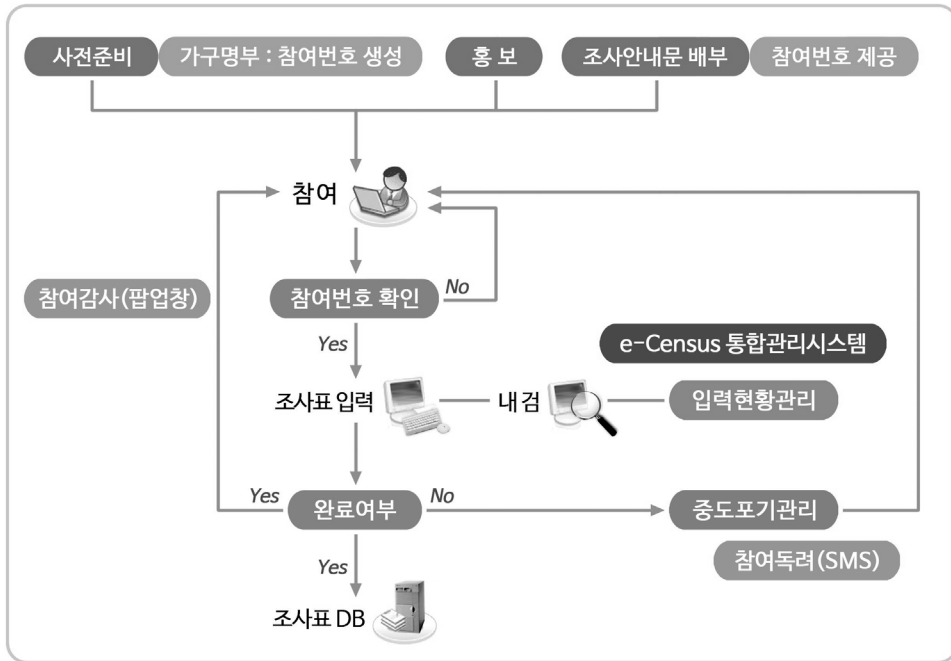 사전준비 가구명부 : 참여번호 생성 홍 보 조사안내문 배부 참여번호 제공
참여
참여감사(팝업창) 참여번호 확인 No
Yes
e-Census 통합관리시스템
조사표 입력 내 검 입력현황관리
Yes 완료여부 No 중도포기관리
참여독려(SMS)
Yes
조사표 DB